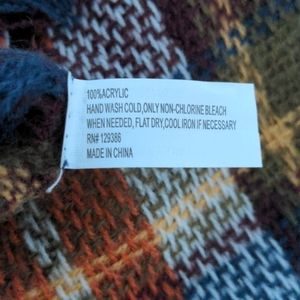 100%ACRYLIC
HAND WASH COLD,ONLY NON-CHLORINE BLEACH
WHEN NEEDED, FLAT DRY,COOL IRON IF NECESSARY
RN# 129386
MADE IN CHINA